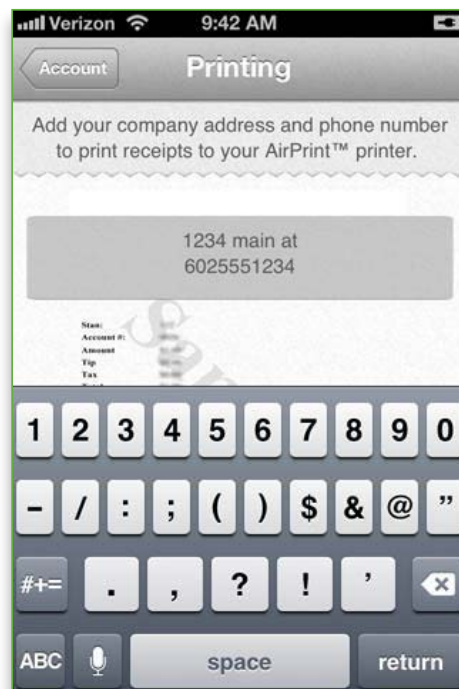 Verizon 9:42 AM
Account Printing
Add your company address and phone number
to print receipts to your AirPrint™ printer.
1234 main at
6025551234
Stan:
Account #:
Amount
Tip
Tax
1 2 3 4 5 6 7 8 9 0
- / : ; ( ) $ & @ ”
#+= . , ? ! ’
ABC space return